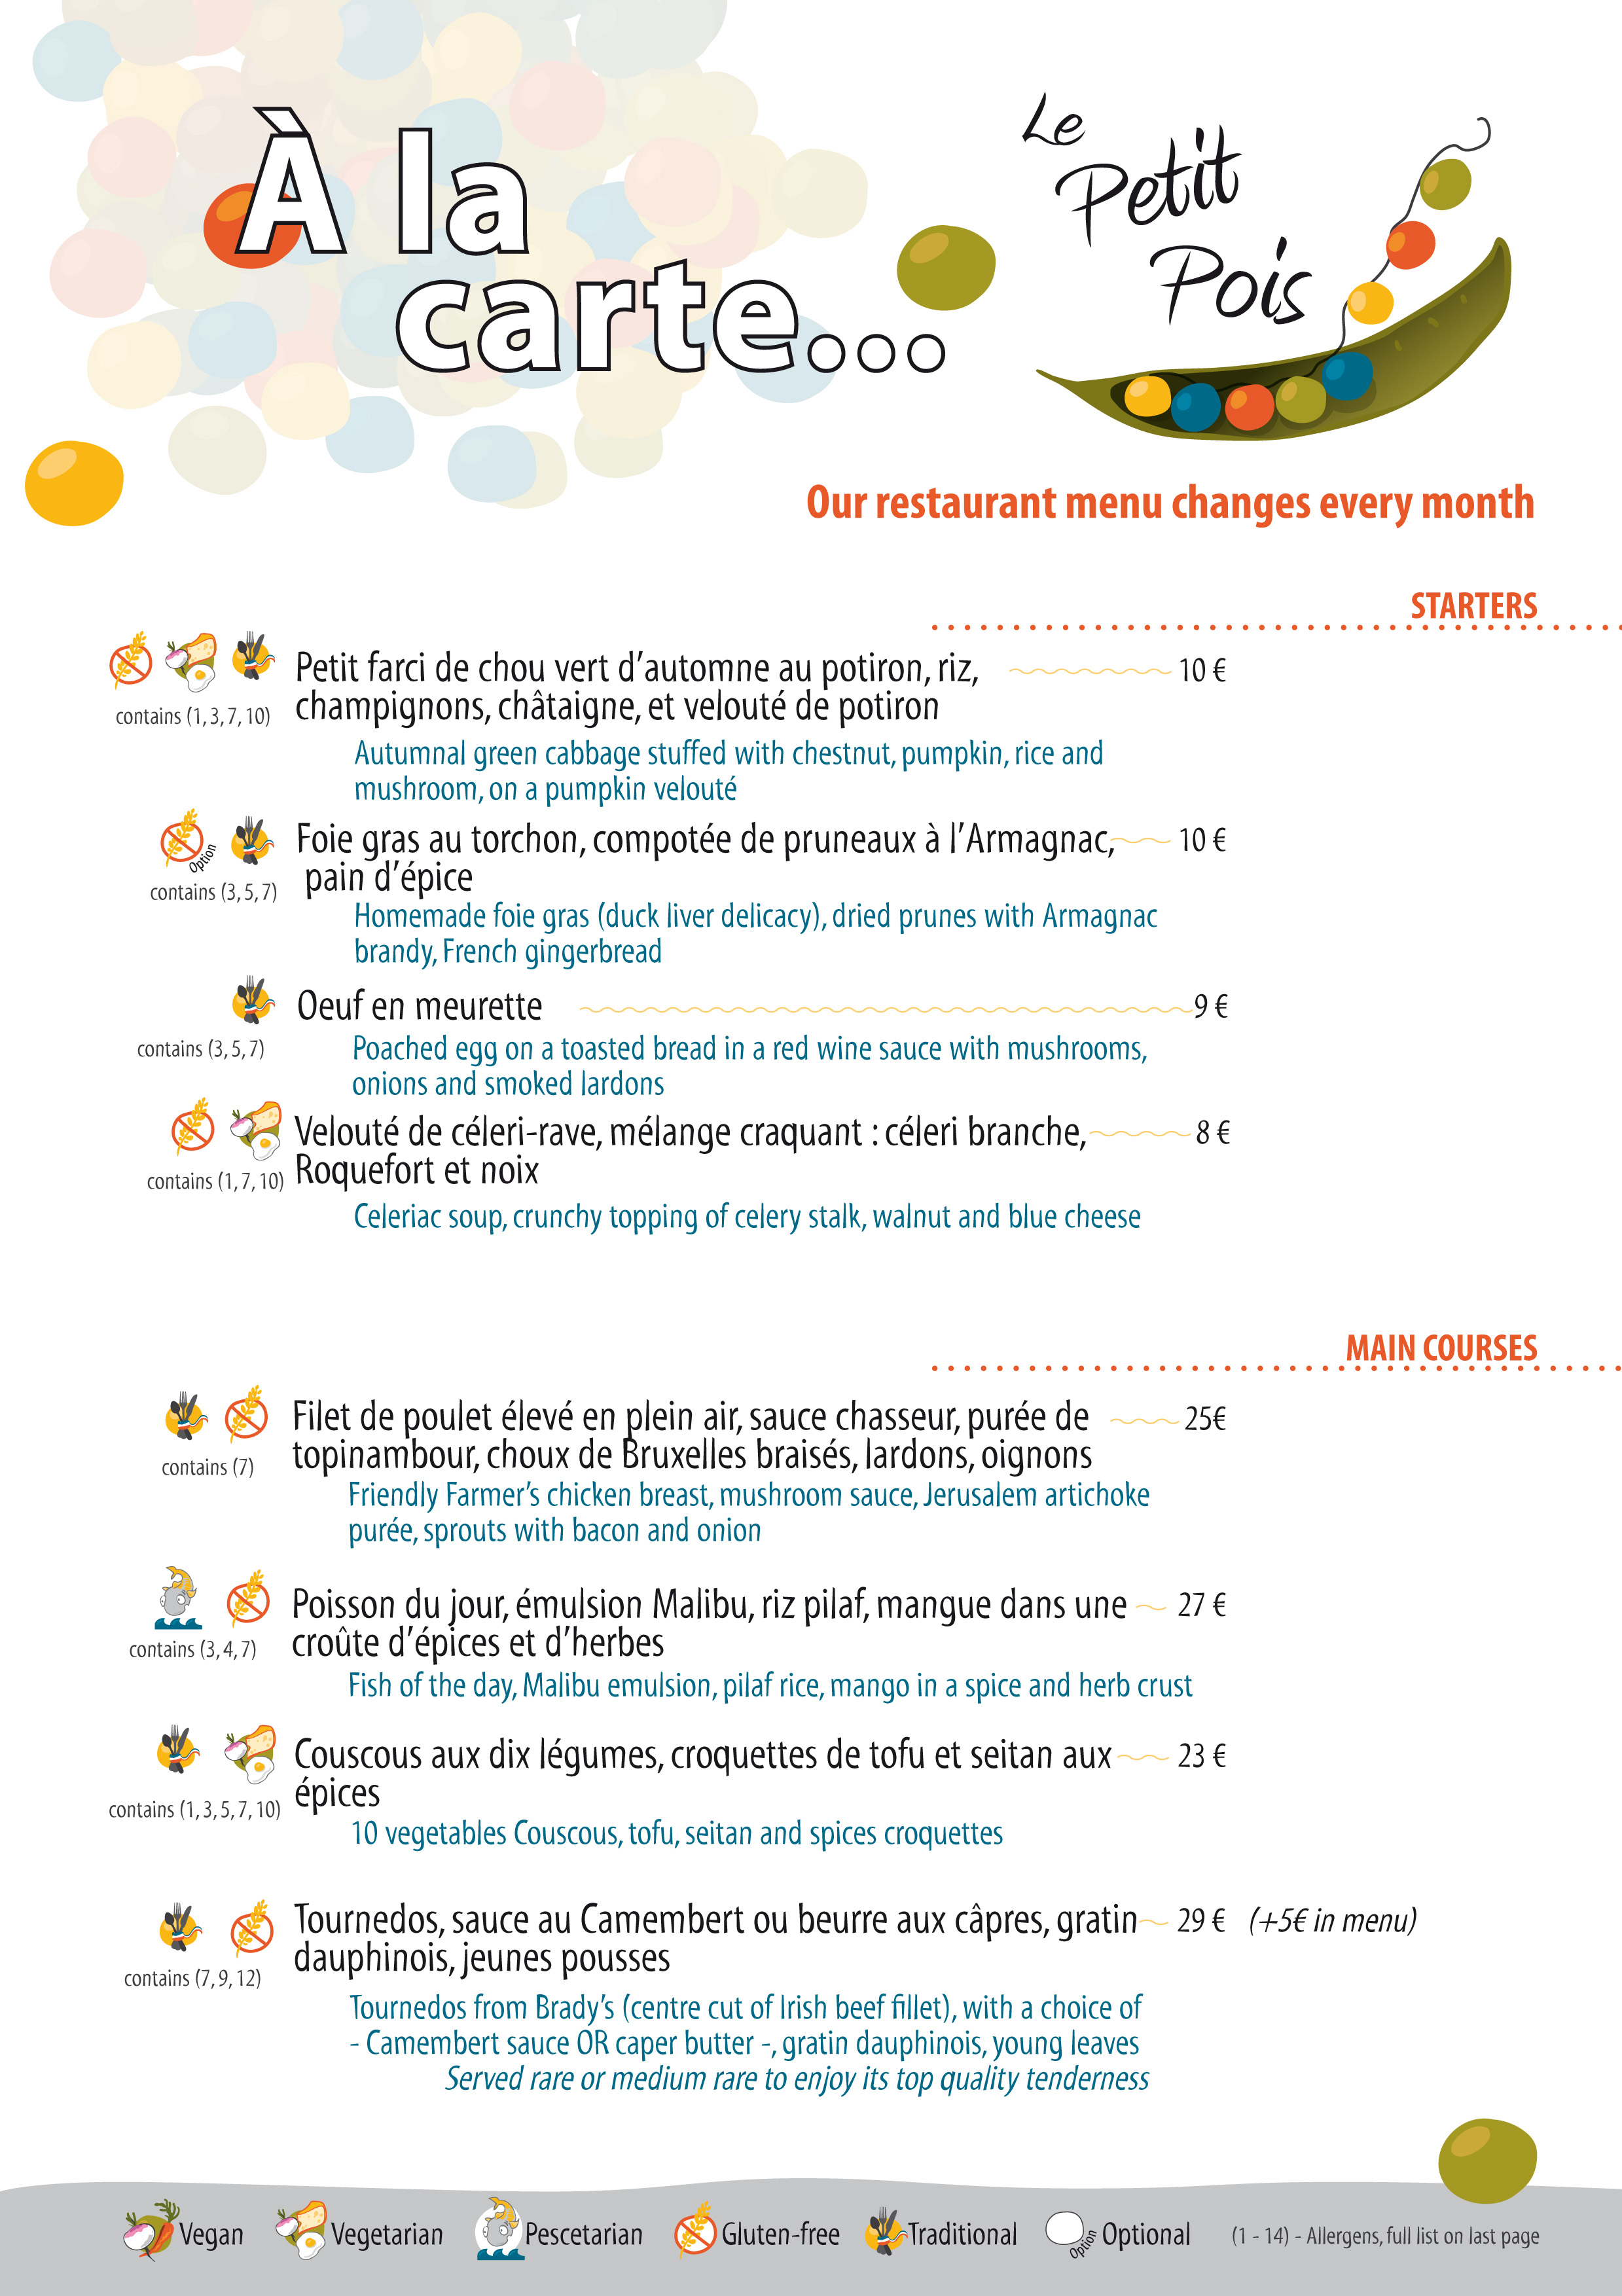 À la
carte...
Le
Petit
Pois
Our restaurant menu changes every month
STARTERS
Petit farci de chou vert d’automne au potiron, riz, 10 €
champignons, châtaigne, et velouté de potiron
contains (1, 3, 7, 10)
Autumnal green cabbage stuffed with chestnut, pumpkin, rice and
mushroom, on a pumpkin velouté
Foie gras au torchon, compotée de pruneaux à l’Armagnac, 10 €
pain d’épice
Option
contains (3, 5, 7)
Homemade foie gras (duck liver delicacy), dried prunes with Armagnac
brandy, French gingerbread
Oeuf en meurette 9 €
contains (3, 5, 7)
Poached egg on a toasted bread in a red wine sauce with mushrooms,
onions and smoked lardons
Velouté de céleri-rave, mélange craquant : céleri branche, 8 €
Roquefort et noix
contains (1, 7, 10)
Celeriac soup, crunchy topping of celery stalk, walnut and blue cheese
MAIN COURSES
Filet de poulet élevé en plein air, sauce chasseur, purée de 25€
topinambour, choux de Bruxelles braisés, lardons, oignons
contains (7)
Friendly Farmer’s chicken breast, mushroom sauce, Jerusalem artichoke
purée, sprouts with bacon and onion
Poisson du jour, émulsion Malibu, riz pilaf, mangue dans une 27 €
croûte d’épices et d’herbes
contains (3, 4, 7)
Fish of the day, Malibu emulsion, pilaf rice, mango in a spice and herb crust
Couscous aux dix légumes, croquettes de tofu et seitan aux 23 €
épices
contains (1, 3, 5, 7, 10)
10 vegetables Couscous, tofu, seitan and spices croquettes
Tournedos, sauce au Camembert ou beurre aux câpres, gratin 29 € (+5€ in menu)
dauphinois, jeunes pousses
contains (7, 9, 12)
Tournedos from Brady’s (centre cut of Irish beef fillet), with a choice of
- Camembert sauce OR caper butter -, gratin dauphinois, young leaves
Served rare or medium rare to enjoy its top quality tenderness
Vegan Vegetarian Pescetarian Gluten-free Traditional Option Optional (1 - 14) - Allergens, full list on last page